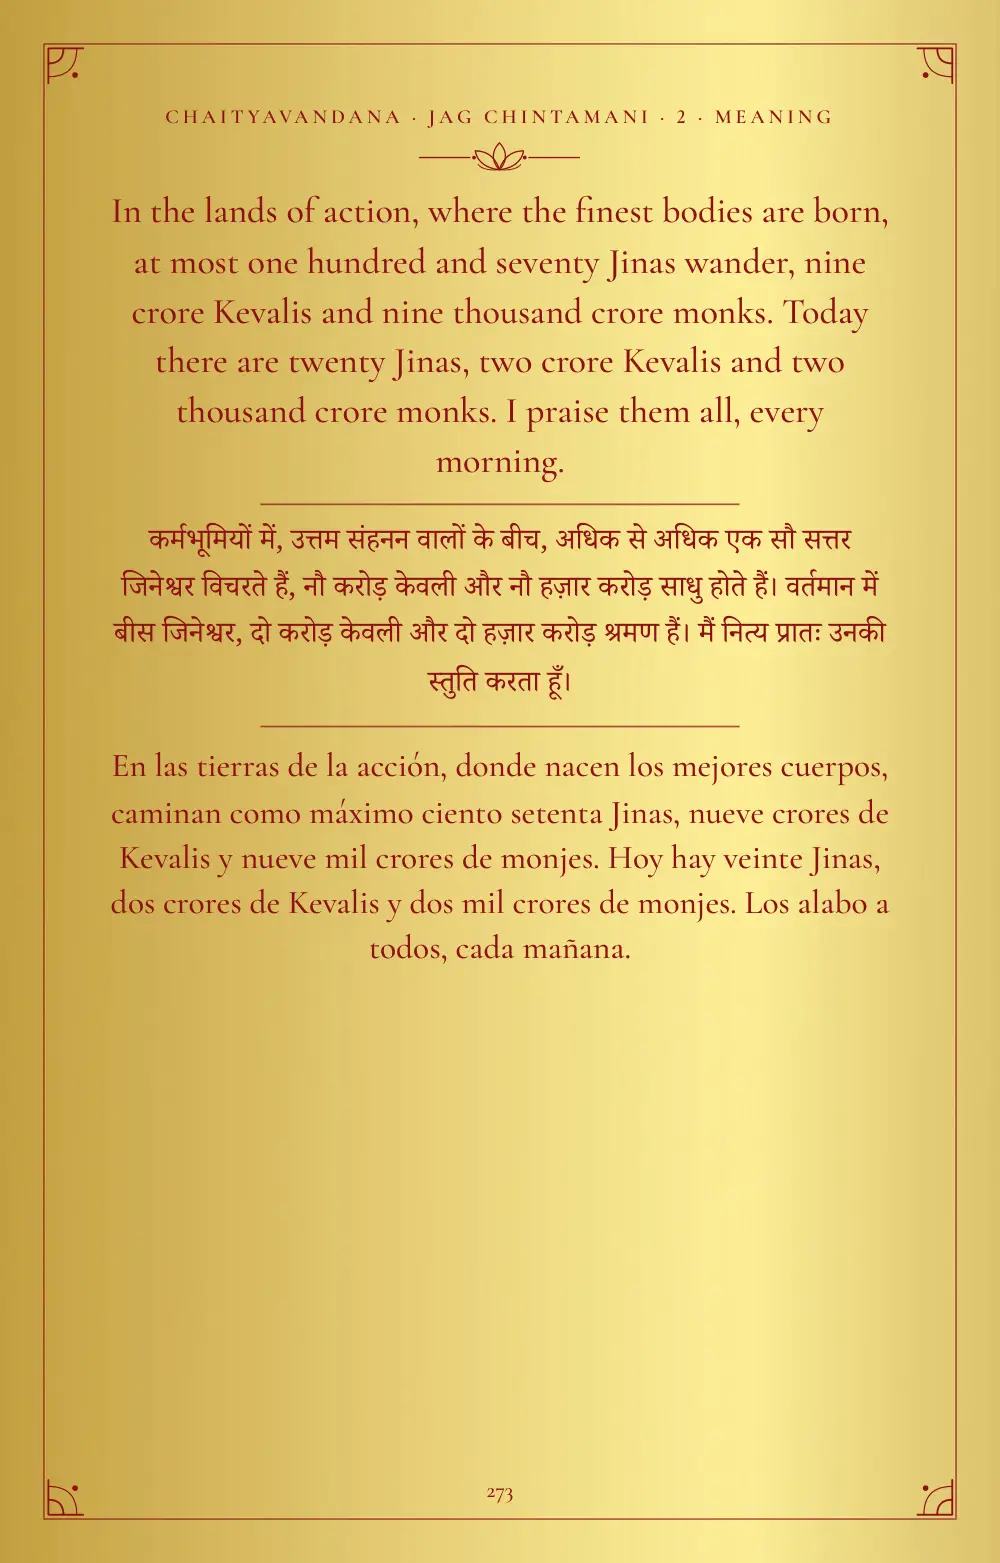 CHAITYAVANDANA · JAG CHINTAMANI · 2 · MEANING
In the lands of action, where the finest bodies are born,
at most one hundred and seventy Jinas wander, nine
crore Kevalis and nine thousand crore monks. Today
there are twenty Jinas, two crore Kevalis and two
thousand crore monks. I praise them all, every
morning.
कर्मभूमियों में, उत्तम संहनन वालों के बीच, अधिक से अधिक एक सौ सत्तर
जिनेश्वर विचरते हैं, नौ करोड़ केवली और नौ हज़ार करोड़ साधु होते हैं। वर्तमान में
बीस जिनेश्वर, दो करोड़ केवली और दो हज़ार करोड़ श्रमण हैं। मैं नित्य प्रातः उनकी
स्तुति करता हूँ।
En las tierras de la acción, donde nacen los mejores cuerpos,
caminan como máximo ciento setenta Jinas, nueve crores de
Kevalis y nueve mil crores de monjes. Hoy hay veinte Jinas,
dos crores de Kevalis y dos mil crores de monjes. Los alabo a
todos, cada mañana.
273